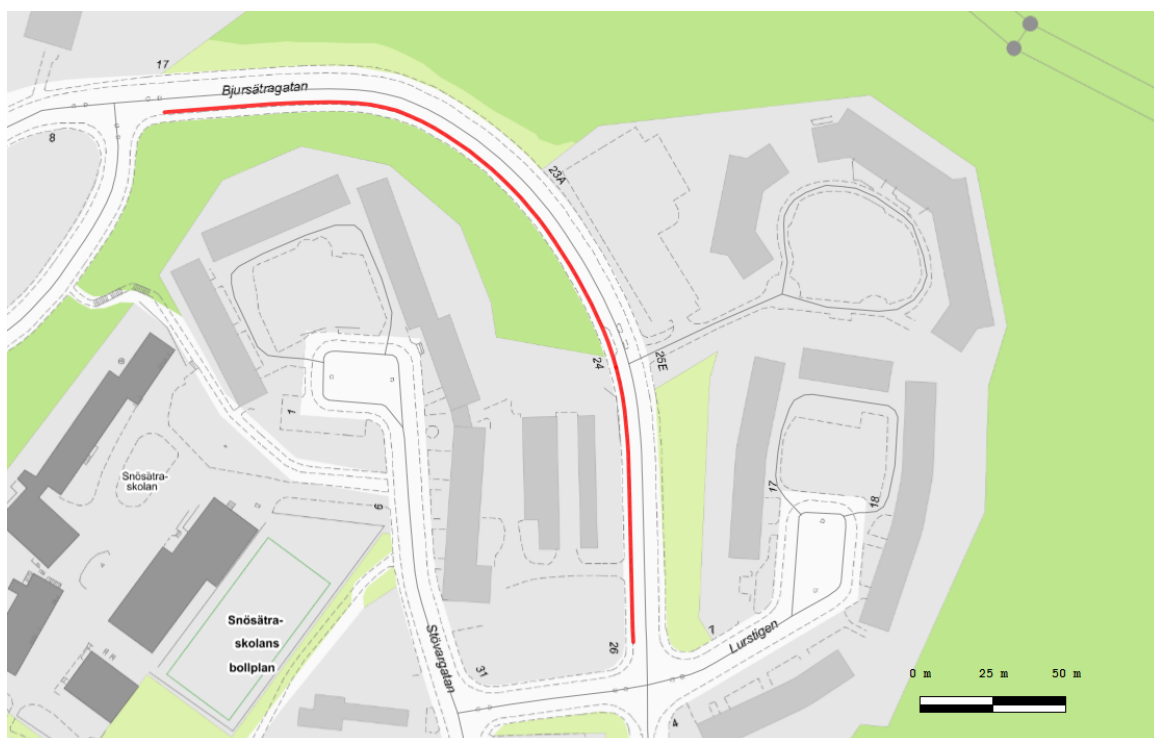 17
Bjursätragatan
8
23A
24
25E
1
Snösätra-
skolan
17
18
9
Snösätra-
skolans
bollplan
Stövargatan
31
26
7
Lurstigen
4
0 m 25 m 50 m